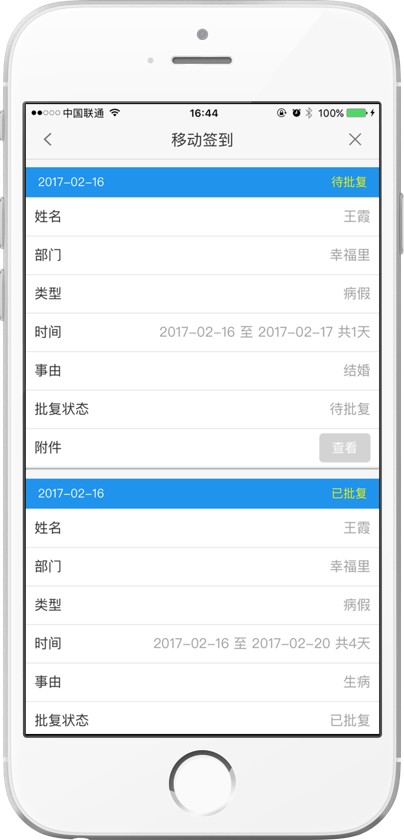 中国联通 16:44 100%
移动签到
2017-02-16 待批复
姓名 王霞
部门 幸福里
类型 病假
时间 2017-02-16 至 2017-02-17 共1天
事由 结婚
批复状态 待批复
附件 查看
2017-02-16 已批复
姓名 王霞
部门 幸福里
类型 病假
时间 2017-02-16 至 2017-02-20 共4天
事由 生病
批复状态 已批复